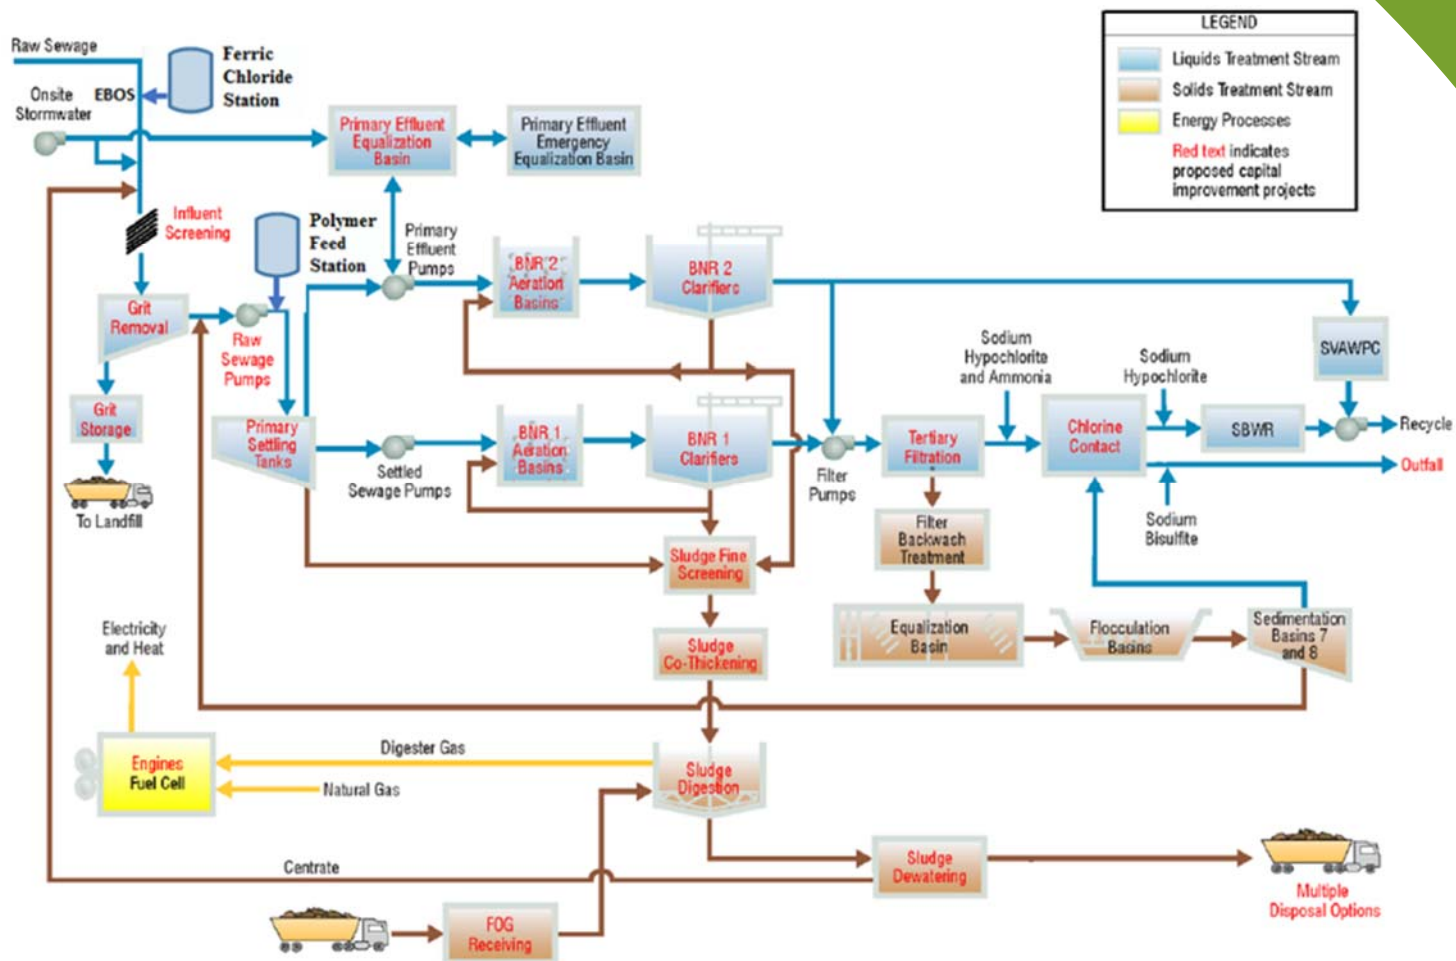 LEGEND
Liquids Treatment Stream
Solids Treatment Stream
Energy Processes
Red text indicates
proposed capital
improvement projects
Raw Sewage
Ferric
Chloride
Station
Onsite
Stormwater
EBOS
Primary Effluent
Equalization
Basin
Primary Effluent
Emergency
Equalization Basin
Influent
Screening
Polymer
Feed
Station
Primary
Effluent
Pumps
BNR 2
Aeration
Basins
BNR 2
Clarifiers
Grit
Removal
Raw
Sewage
Pumps
SVAWPC
Sodium
Hypochlorite
and Ammonia
Sodium
Hypochlorite
Grit
Storage
Primary
Settling
Tanks
Settled
Sewage Pumps
BNR 1
Aeration
Basins
BNR 1
Clarifiers
Filter
Pumps
Tertiary
Filtration
Chlorine
Contact
SBWR
Recycle
Outfall
To Landfill
Sodium
Bisulfite
Filter
Backwash
Treatment
Sludge Fine
Screening
Equalization
Basin
Flocculation
Basins
Sedimentation
Basins 7
and 8
Sludge
Co-Thickening
Electricity
and Heat
Engines
Fuel Cell
Digester Gas
Natural Gas
Sludge
Digestion
Centrate
Sludge
Dewatering
Multiple
Disposal Options
FOG
Receiving